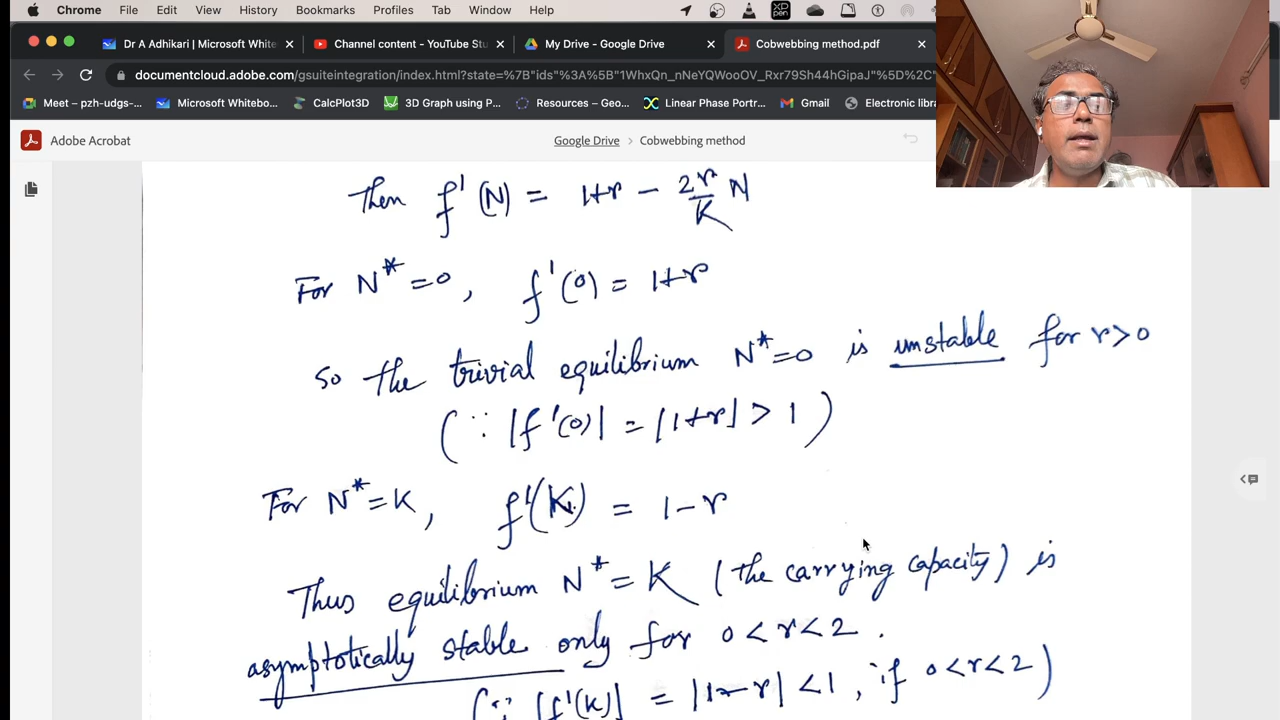 Chrome File Edit View History Bookmarks Profiles Tab Window Help
Dr A Adhikari | Microsoft White × Channel content - YouTube Stu × My Drive - Google Drive × Cobwebbing method.pdf ×
documentcloud.adobe.com/gsuiteintegration/index.html?state=%7B"ids"%3A%5B"1WhxQn_nNeYQWooOV_Rxr79Sh44hGipaJ"%5D%2C"
Meet – pzh-udgs-... Microsoft Whitebo... CalcPlot3D 3D Graph using P... Resources – Geo... Linear Phase Portr... Gmail Electronic libra
Adobe Acrobat Google Drive > Cobwebbing method
Then f'(N) = 1+r - 2r/K N
For N*=0, f'(0) = 1+r
So the trivial equilibrium N*=0 is unstable for r>0
(∵ |f'(0)| = |1+r| > 1)
For N*=K, f'(K) = 1-r
Thus equilibrium N*=K (the carrying capacity) is
asymptotically stable only for 0<r<2.
(∵ |f'(K)| = |1-r| <1, if 0<r<2)